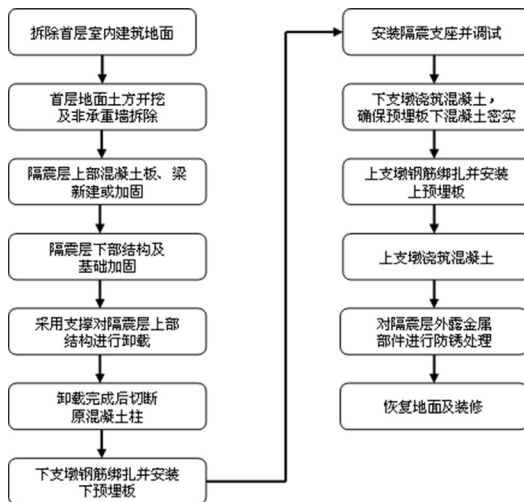 拆除首层室内建筑地面
首层地面土方开挖
及非承重墙拆除
隔震层上部混凝土板、梁
新建或加固
隔震层下部结构及
基础加固
采用支撑对隔震层上部
结构进行卸载
卸载完成后切断
原混凝土柱
下支墩钢筋绑扎并安装
下预埋板
安装隔震支座并调试
下支墩浇筑混凝土，
确保预埋板下混凝土密实
上支墩钢筋绑扎并安装
上预埋板
上支墩浇筑混凝土
对隔震层外露金属
部件进行防锈处理
恢复地面及装修